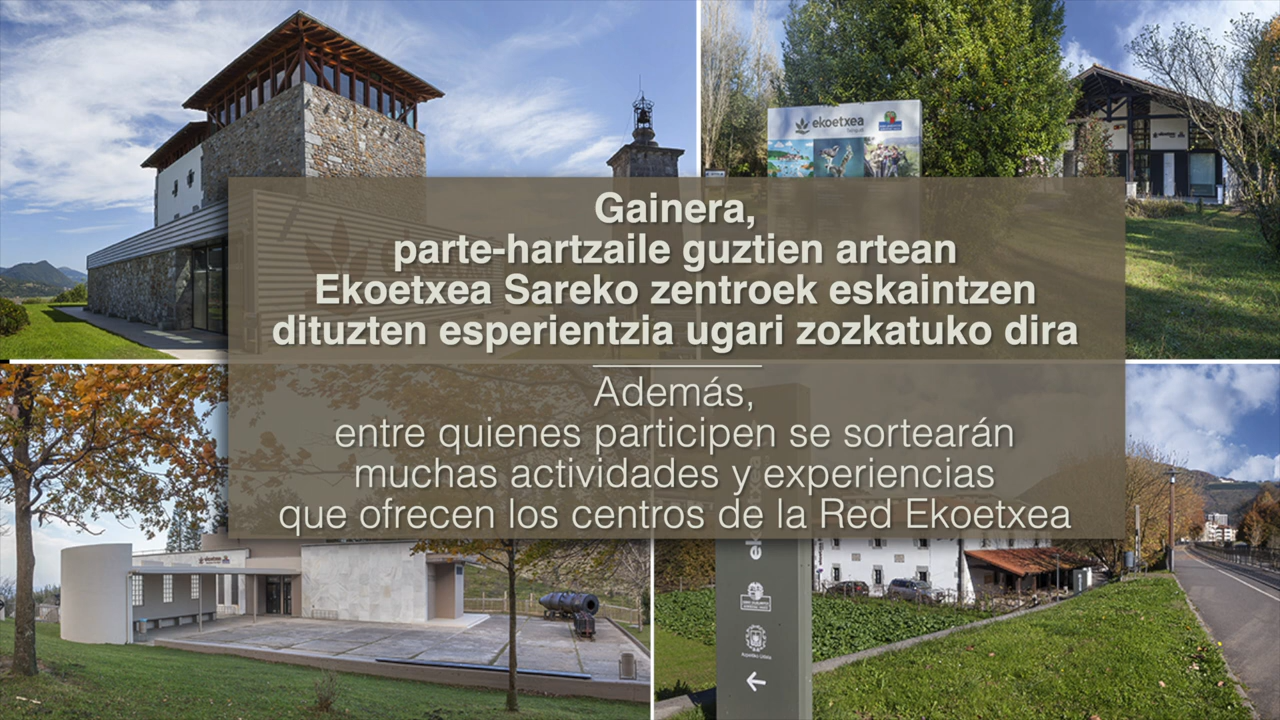 ekoetxea
Gainera,
parte-hartzaile guztien artean
Ekoetxea Sareko zentroek eskaintzen
dituzten esperientzia ugari zozkatuko dira
Además,
entre quienes participen se sortearán
muchas actividades y experiencias
que ofrecen los centros de la Red Ekoetxea